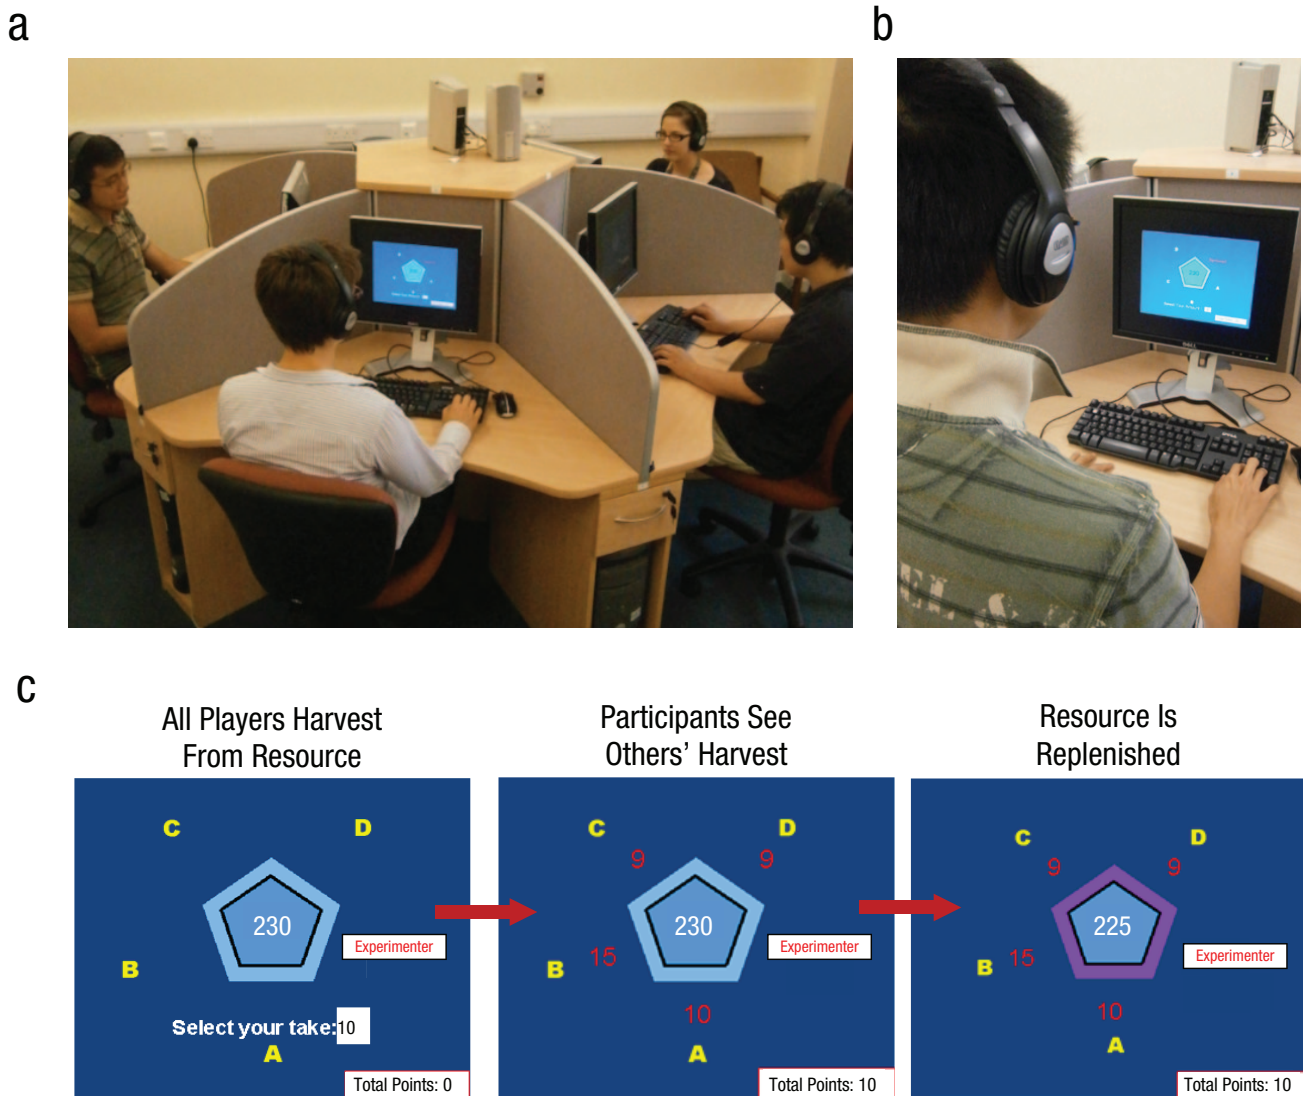 a
b
c
All Players Harvest
From Resource
Participants See
Others’ Harvest
Resource Is
Replenished
C
D
230
Experimenter
B
Select your take:
10
A
Total Points: 0
C
D
9
9
230
Experimenter
B
15
10
A
Total Points: 10
C
D
9
9
225
Experimenter
B
15
10
A
Total Points: 10